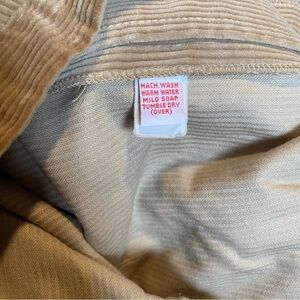 MACH. WASH
WARM WATER
MILD SOAP
TUMBLE DRY
(OVER)